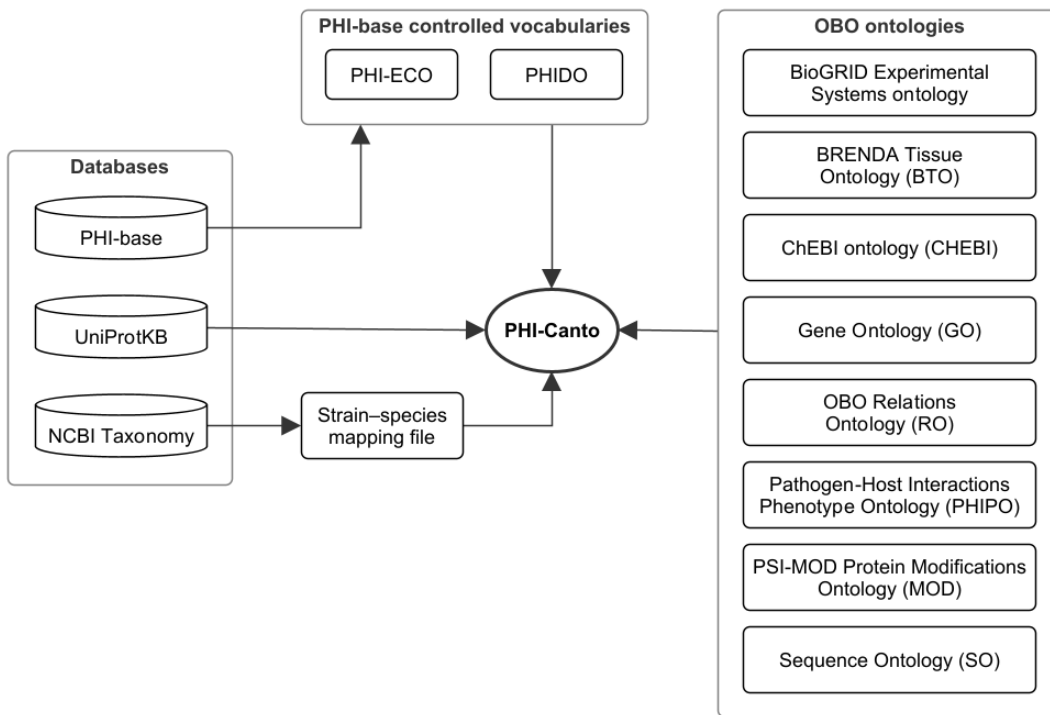 PHI-base controlled vocabularies
PHI-ECO
PHIDO
Databases
PHI-base
UniProtKB
NCBI Taxonomy
Strain–species
mapping file
PHI-Canto
OBO ontologies
BioGRID Experimental
Systems ontology
BRENDA Tissue
Ontology (BTO)
ChEBI ontology (CHEBI)
Gene Ontology (GO)
OBO Relations
Ontology (RO)
Pathogen-Host Interactions
Phenotype Ontology (PHIPO)
PSI-MOD Protein Modifications
Ontology (MOD)
Sequence Ontology (SO)